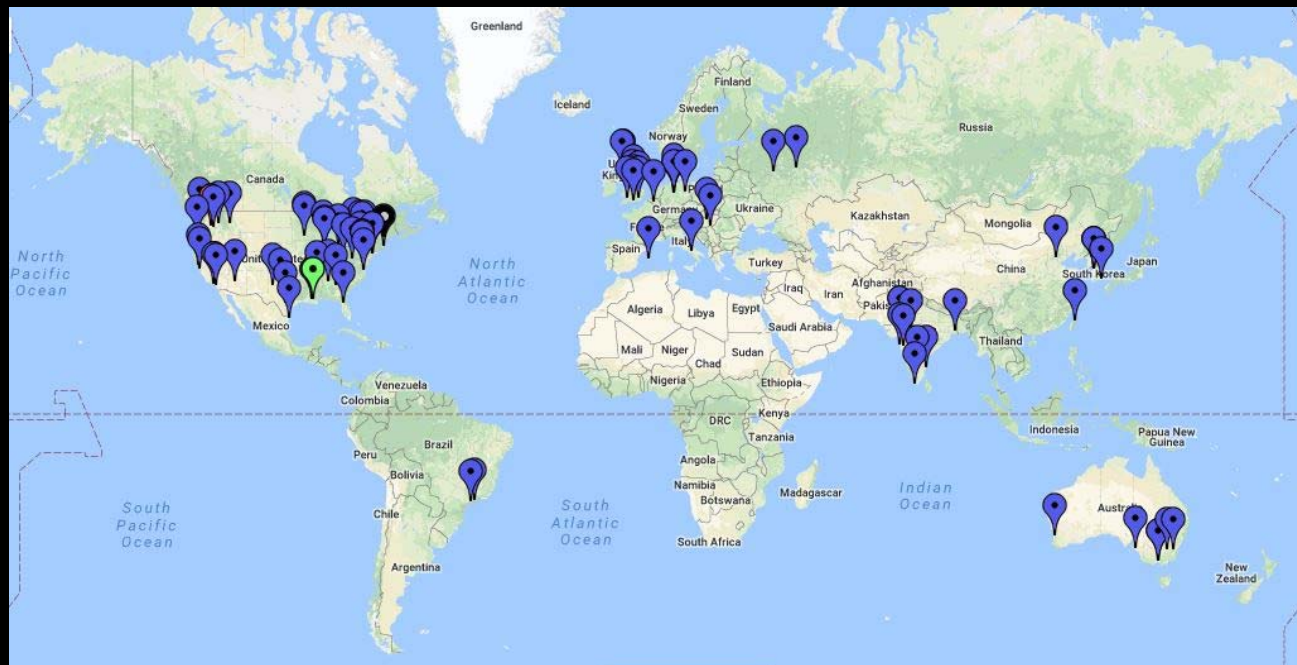 Greenland
Iceland
Finland
Sweden
Norway
Russia
Canada
Kingdom
Germany
Ukraine
Kazakhstan
Mongolia
North
Pacific
Ocean
North
Atlantic
Ocean
Spain
Italy
Turkey
China
South Korea
Japan
Afghanistan
Iraq
Iran
Mexico
Algeria
Libya
Egypt
Saudi Arabia
Thailand
Mali
Niger
Chad
Sudan
Nigeria
Ethiopia
Venezuela
Colombia
DRC
Kenya
Tanzania
Indonesia
Papua New
Guinea
Brazil
Peru
Bolivia
Angola
Namibia
Botswana
Madagascar
Indian
Ocean
South
Pacific
Ocean
Chile
South
Atlantic
Ocean
South Africa
Argentina
New
Zealand